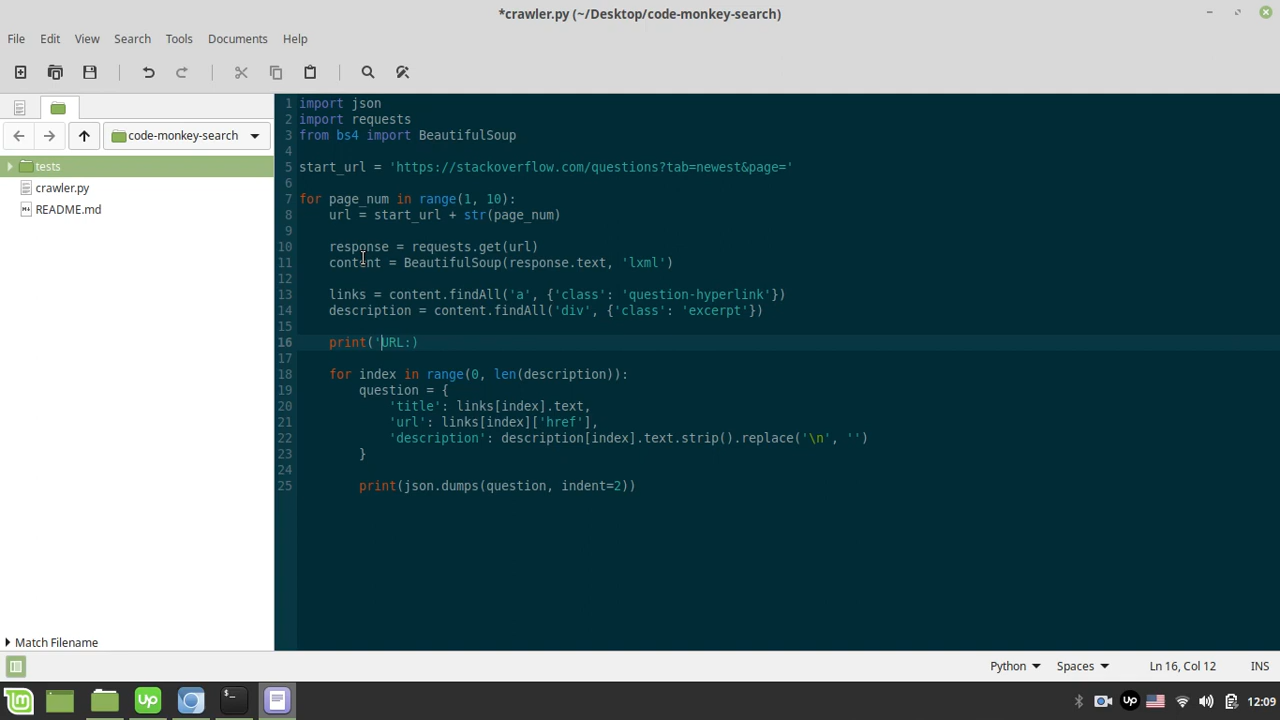 *crawler.py (~/Desktop/code-monkey-search)
File Edit View Search Tools Documents Help
code-monkey-search
tests
crawler.py
README.md
1 import json
2 import requests
3 from bs4 import BeautifulSoup
4
5 start_url = 'https://stackoverflow.com/questions?tab=newest&page='
6
7 for page_num in range(1, 10):
8 url = start_url + str(page_num)
9
10 response = requests.get(url)
11 content = BeautifulSoup(response.text, 'lxml')
12
13 links = content.findAll('a', {'class': 'question-hyperlink'})
14 description = content.findAll('div', {'class': 'excerpt'})
15
16 print('URL:)
17
18 for index in range(0, len(description)):
19 question = {
20 'title': links[index].text,
21 'url': links[index]['href'],
22 'description': description[index].text.strip().replace('\n', '')
23 }
24
25 print(json.dumps(question, indent=2))
Match Filename
Python Spaces Ln 16, Col 12 INS
Up $_ Up 12:09